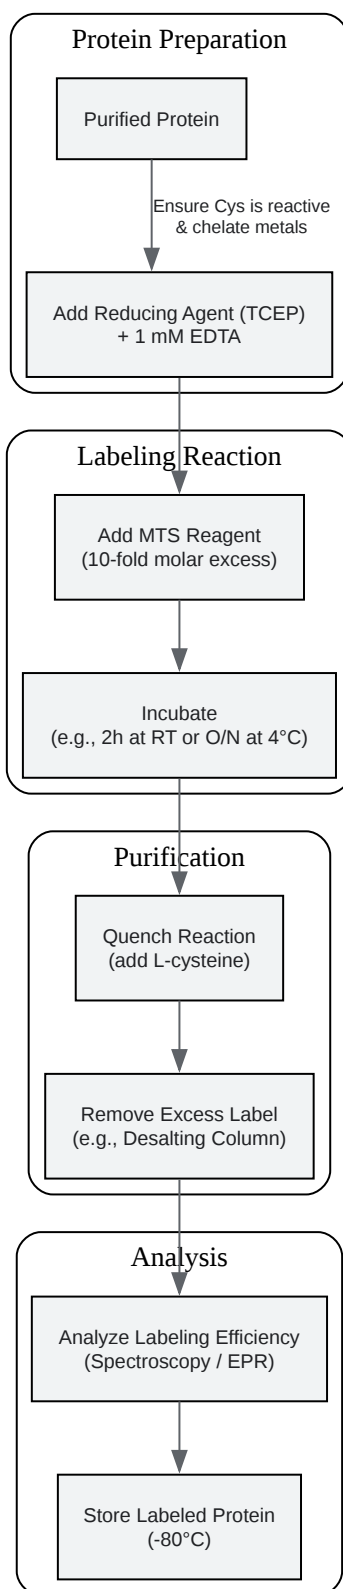 Protein Preparation
Purified Protein
Ensure Cys is reactive
& chelate metals
Add Reducing Agent (TCEP)
+ 1 mM EDTA
Labeling Reaction
Add MTS Reagent
(10-fold molar excess)
Incubate
(e.g., 2h at RT or O/N at 4°C)
Purification
Quench Reaction
(add L-cysteine)
Remove Excess Label
(e.g., Desalting Column)
Analysis
Analyze Labeling Efficiency
(Spectroscopy / EPR)
Store Labeled Protein
(-80°C)